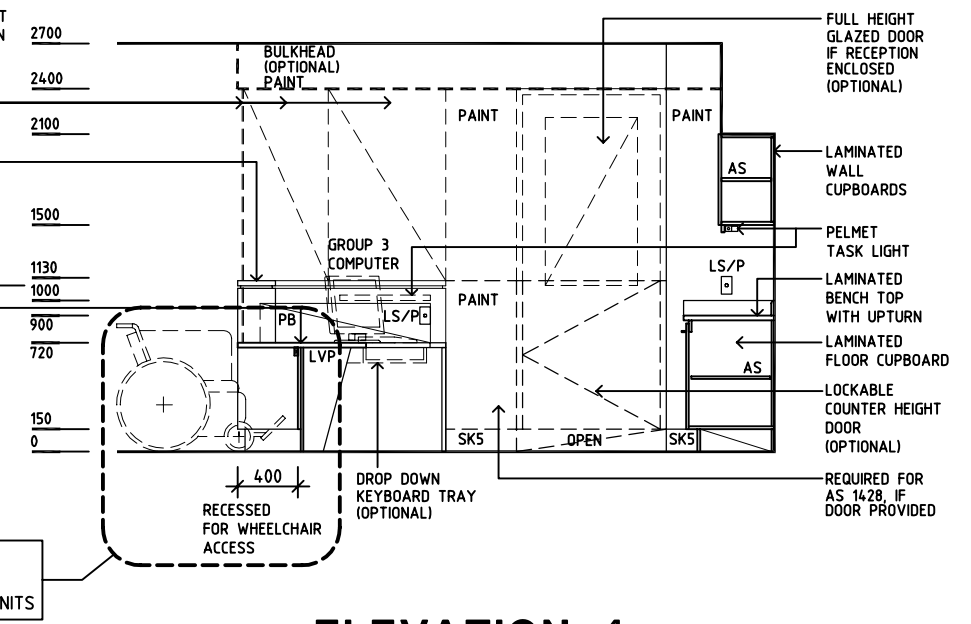 T
N
2700
2400
2100
1500
1130
1000
900
720
150
0
BULKHEAD
(OPTIONAL)
PAINT
PAINT
PAINT
FULL HEIGHT
GLAZED DOOR
IF RECEPTION
ENCLOSED
(OPTIONAL)
AS
LAMINATED
WALL
CUPBOARDS
PELMET
TASK LIGHT
GROUP 3
COMPUTER
LS/P
LAMINATED
BENCH TOP
WITH UPTURN
PAINT
PB
LS/P
LVP
LAMINATED
FLOOR CUPBOARD
AS
LOCKABLE
COUNTER HEIGHT
DOOR
(OPTIONAL)
SK5
OPEN
SK5
400
RECESSED
FOR WHEELCHAIR
ACCESS
DROP DOWN
KEYBOARD TRAY
(OPTIONAL)
REQUIRED FOR
AS 1428, IF
DOOR PROVIDED
NITS